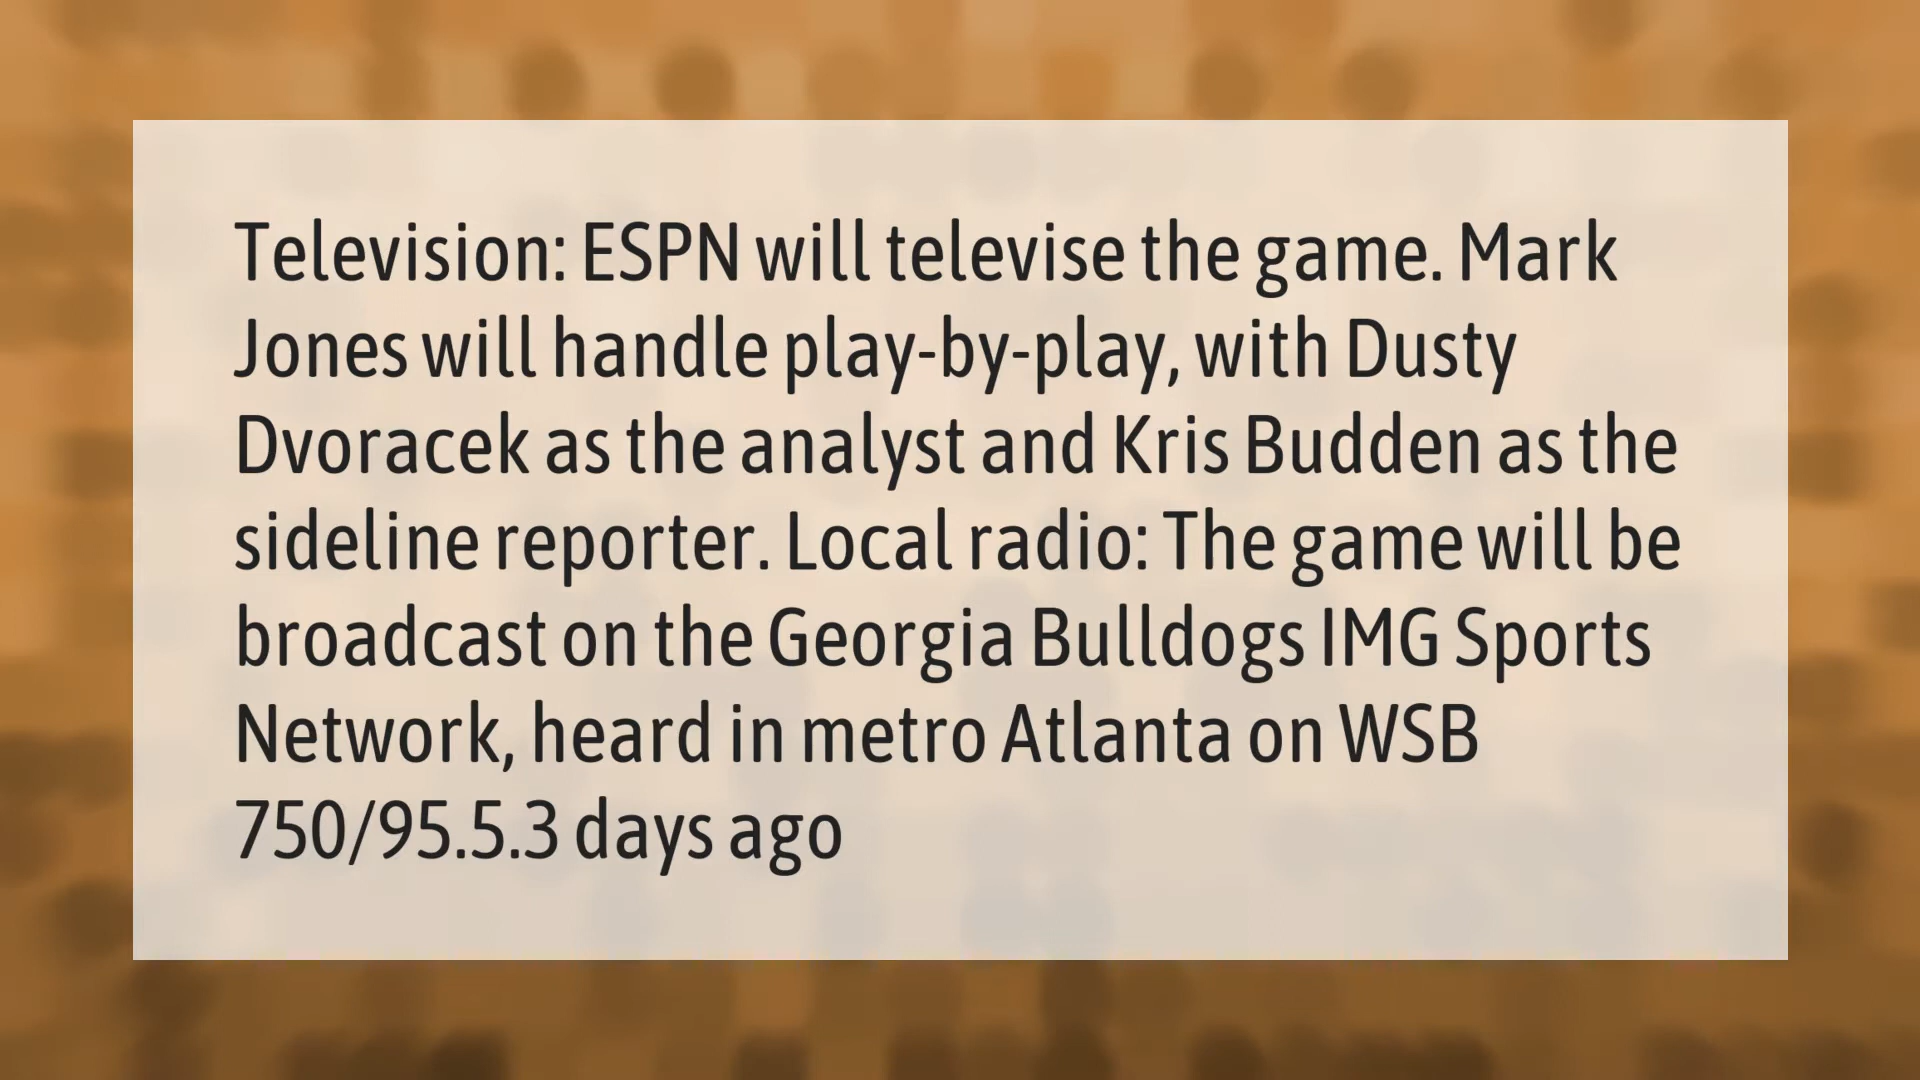 Television: ESPN will televise the game. Mark
Jones will handle play-by-play, with Dusty
Dvoracek as the analyst and Kris Budden as the
sideline reporter. Local radio: The game will be
broadcast on the Georgia Bulldogs IMG Sports
Network, heard in metro Atlanta on WSB
750/95.5.3 days ago